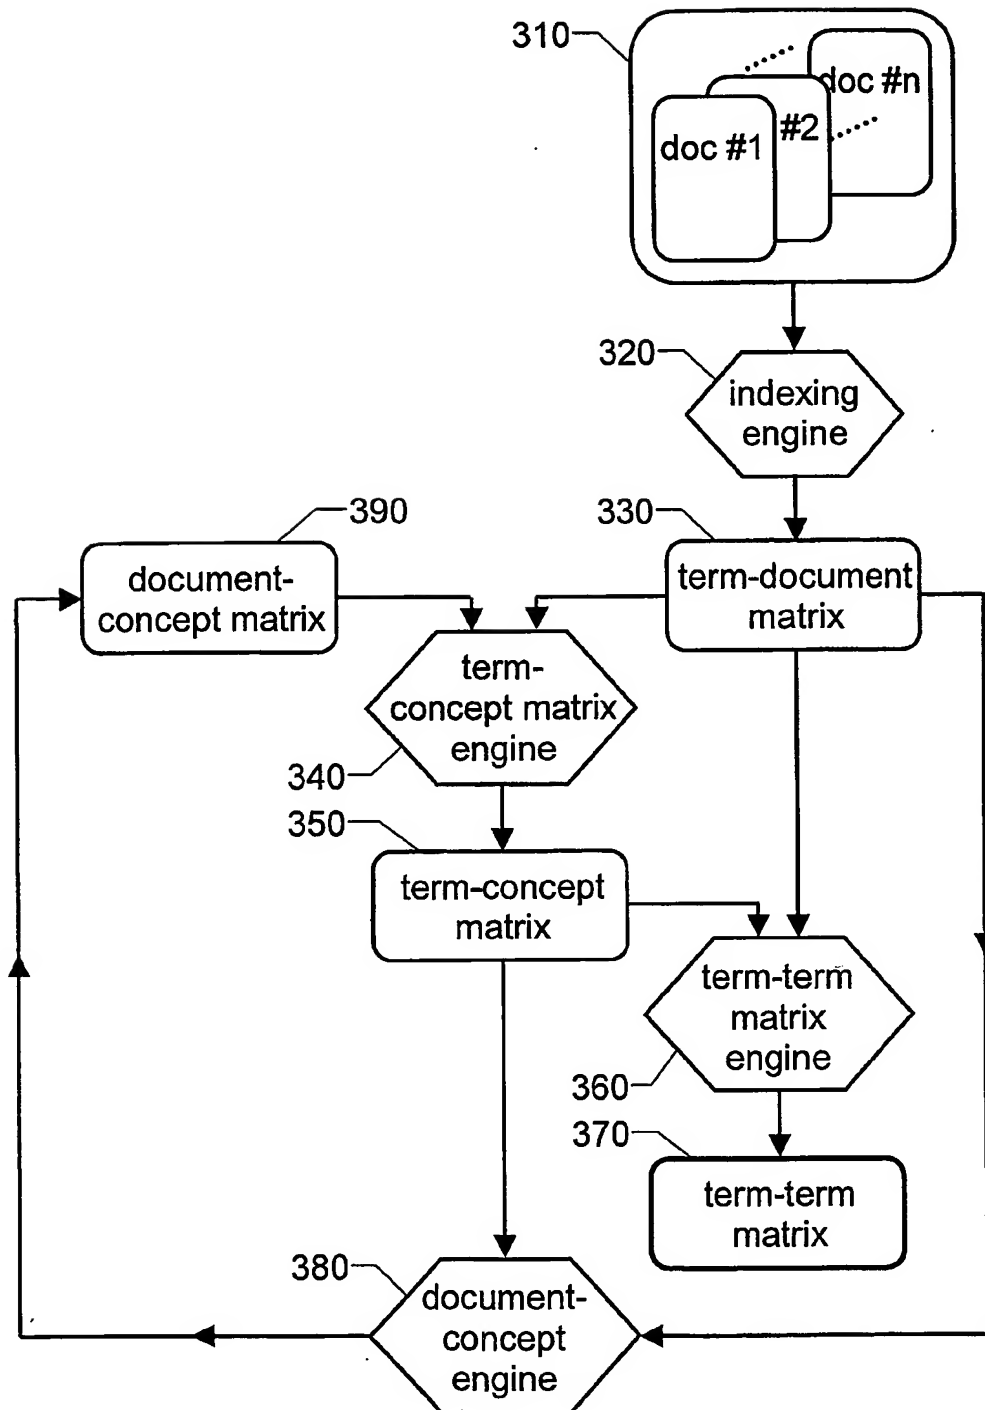 310
doc #n
#2
doc #1
320
indexing
engine
390
330
document-
concept matrix
term-document
matrix
term-
concept matrix
engine
340
350
term-concept
matrix
term-term
matrix
engine
360
370
term-term
matrix
380
document-
concept
engine